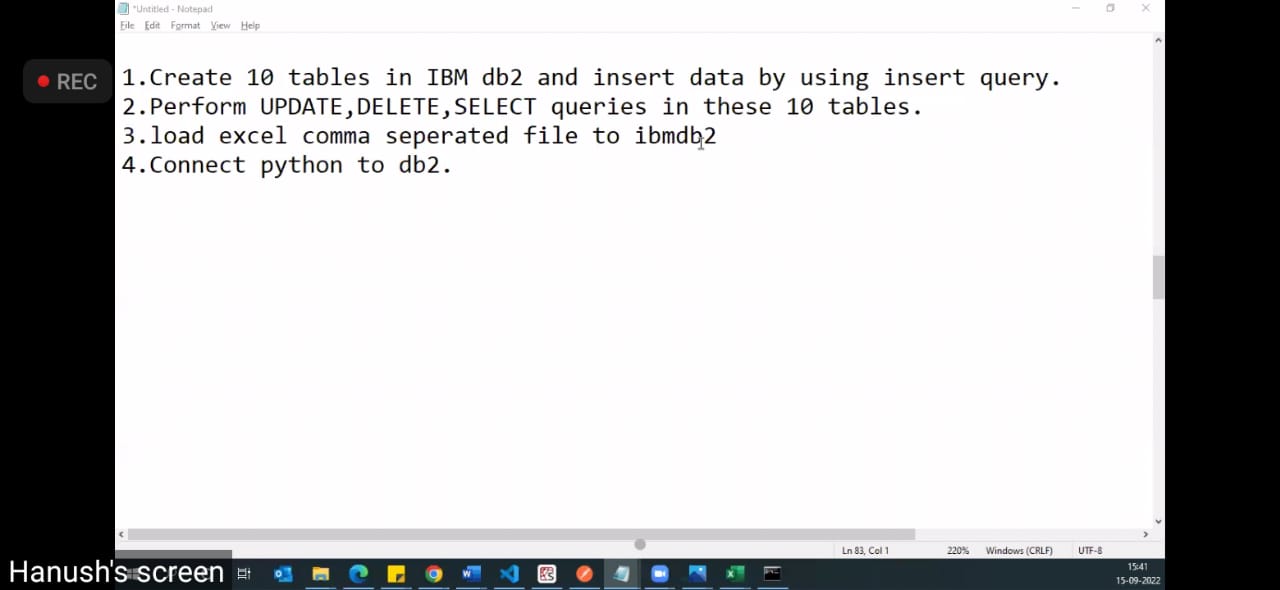 *Untitled - Notepad
File Edit Format View Help
REC
1.Create 10 tables in IBM db2 and insert data by using insert query.
2.Perform UPDATE,DELETE,SELECT queries in these 10 tables.
3.load excel comma seperated file to ibmdb2
4.Connect python to db2.
Ln 83, Col 1 220% Windows (CRLF) UTF-8
Hanush's screen
15:41
15-09-2022